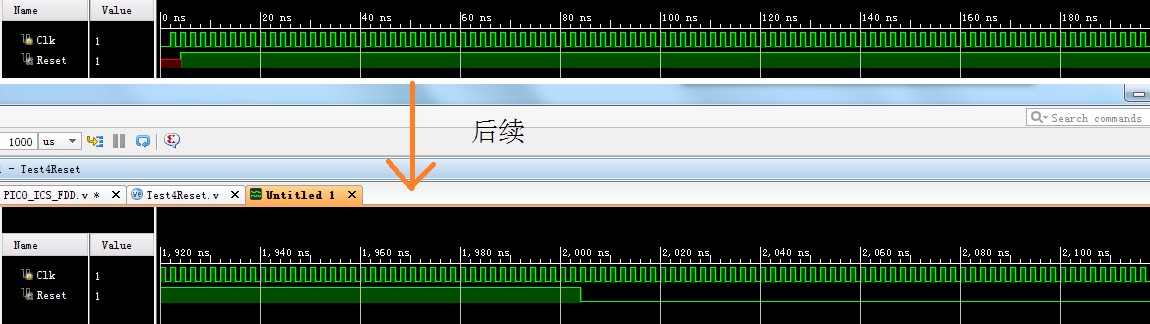 Name Value 0 ns 20 ns 40 ns 60 ns 80 ns 100 ns 120 ns 140 ns 160 ns 180 ns
Clk 1
Reset 1
后续
Search commands
1000 us
- Test4Reset
PICO_ICS_FDD.v * Test4Reset.v Untitled 1
Name Value 1,920 ns 1,940 ns 1,960 ns 1,980 ns 2,000 ns 2,020 ns 2,040 ns 2,060 ns 2,080 ns 2,100 ns
Clk 1
Reset 1